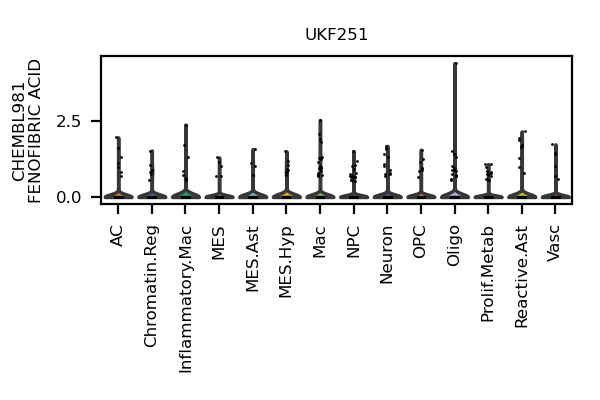 UKF251
CHEMBL981
FENOFIBRIC ACID
2.5
0.0
AC
Chromatin.Reg
Inflammatory.Mac
MES
MES.Ast
MES.Hyp
Mac
NPC
Neuron
OPC
Oligo
Prolif.Metab
Reactive.Ast
Vasc